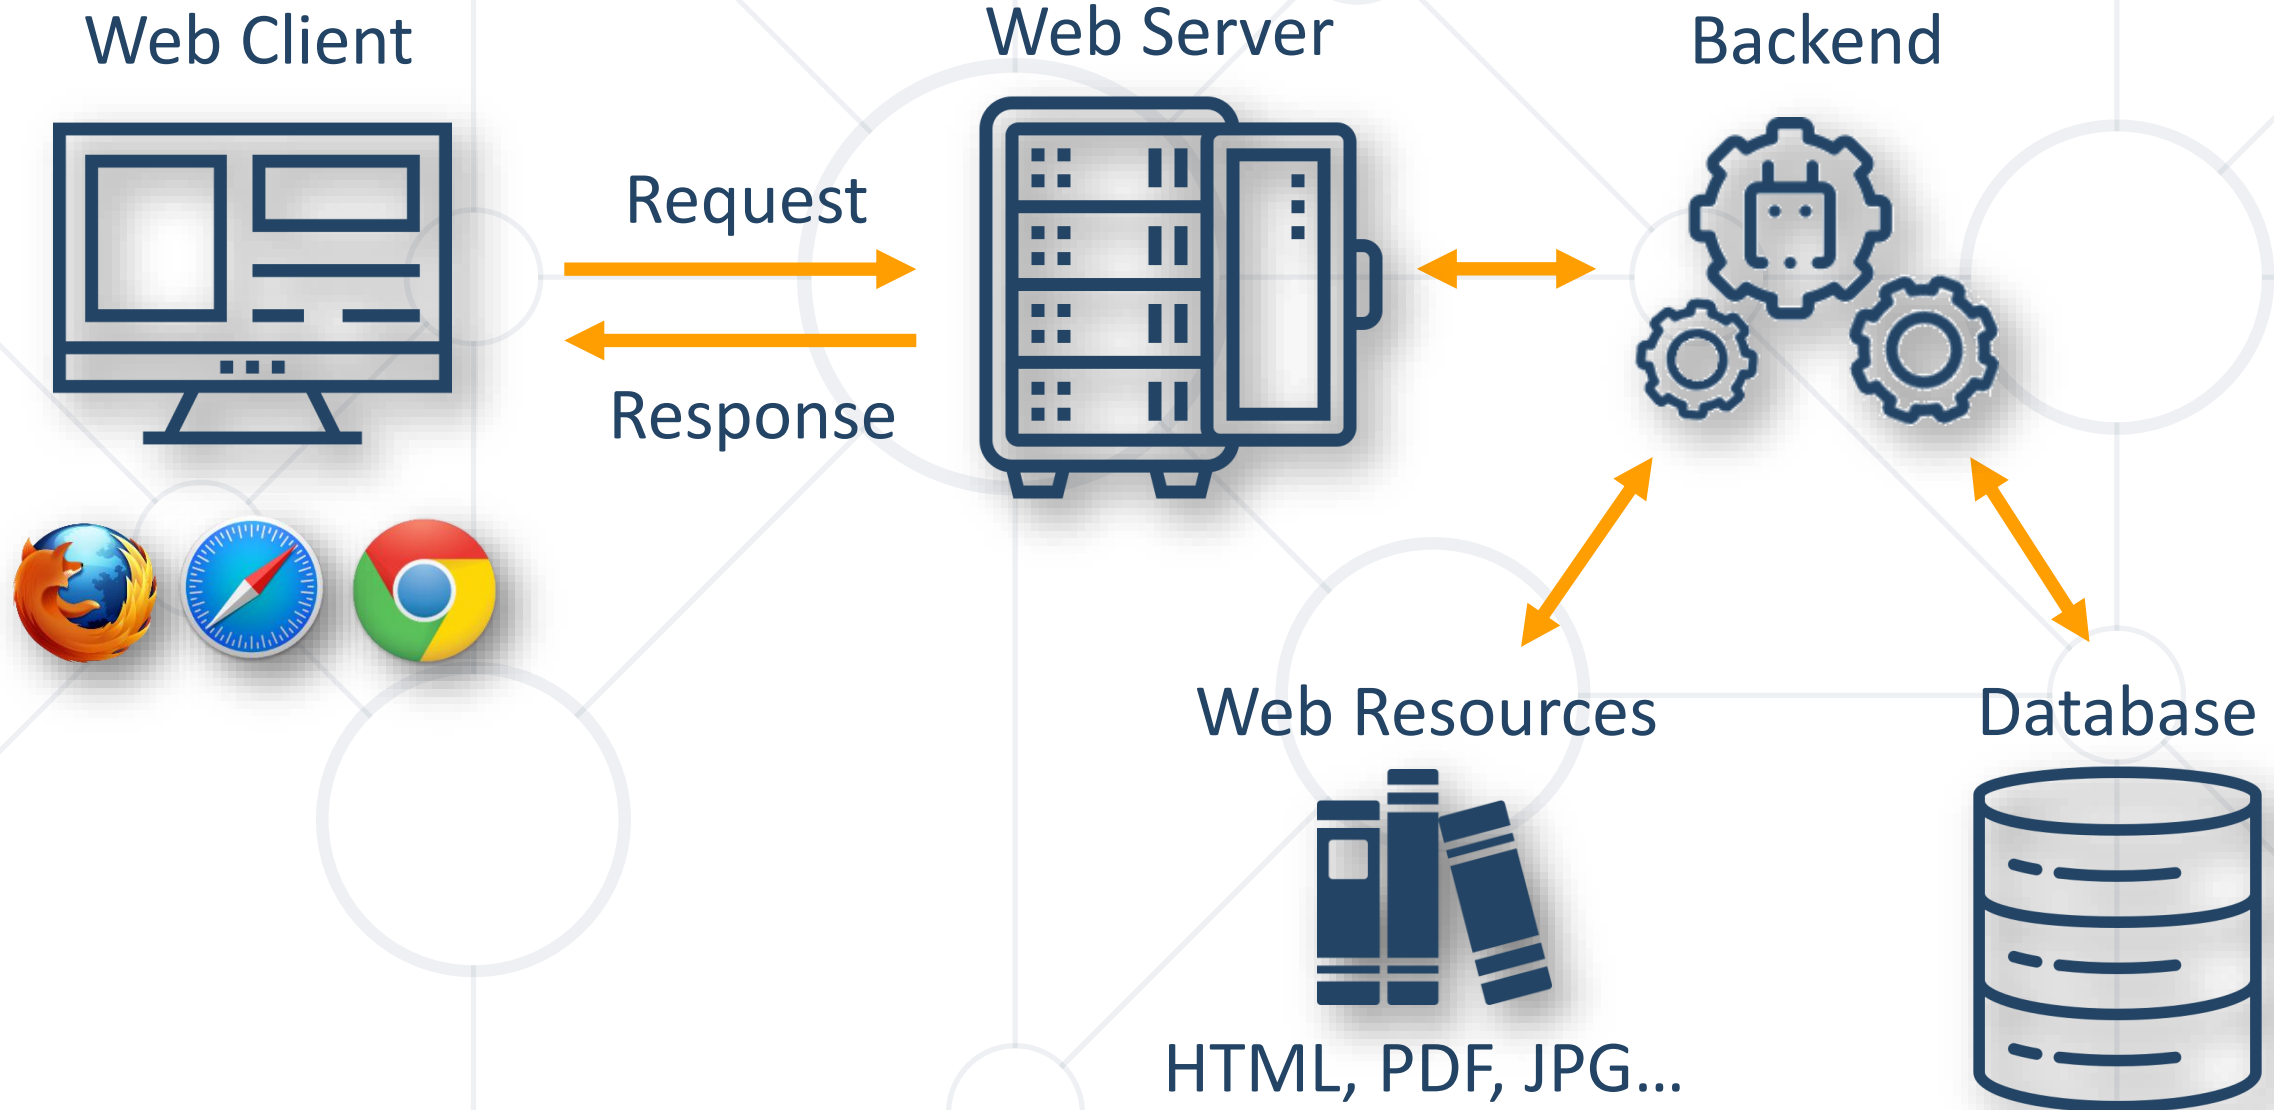 Web Client
Web Server
Backend
Request
Response
Web Resources
Database
HTML, PDF, JPG...